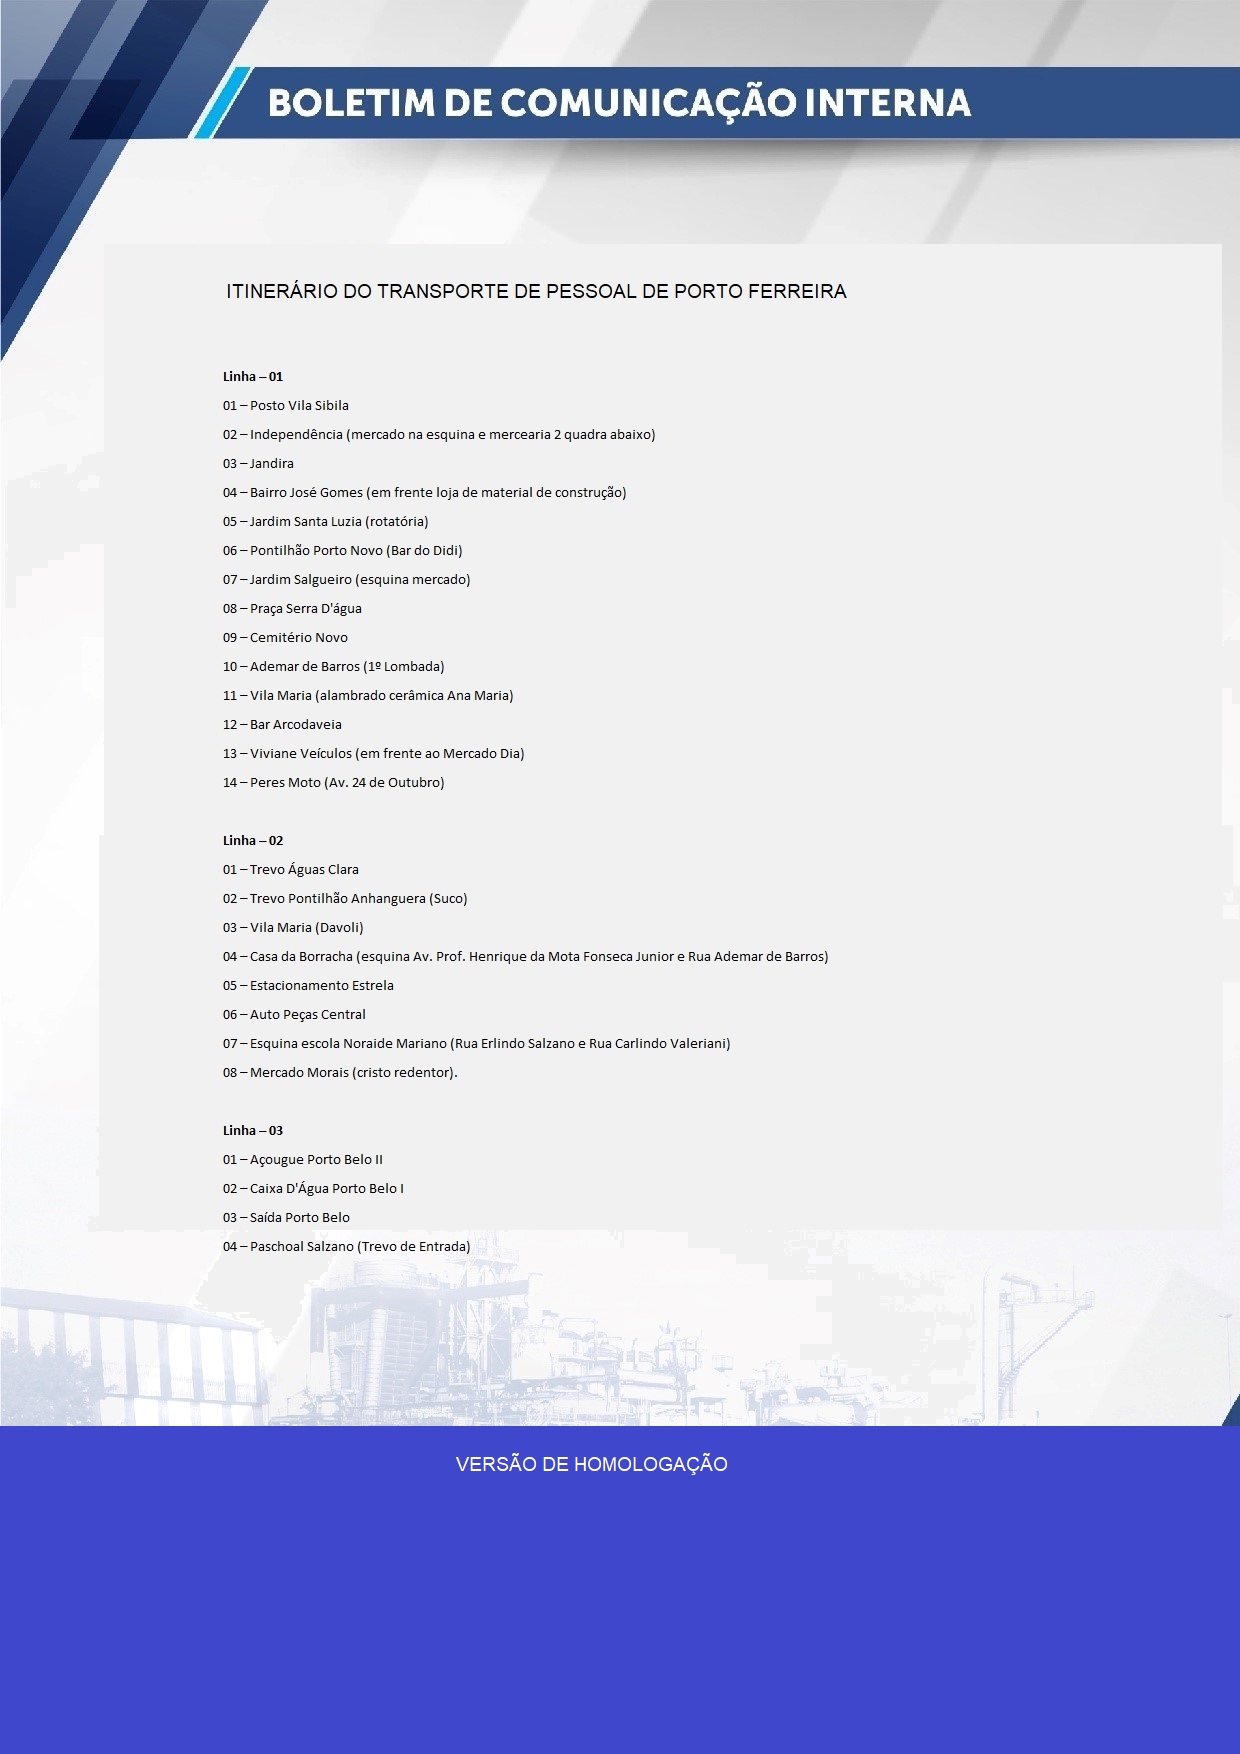 BOLETIM DE COMUNICAÇÃO INTERNA
ITINERÁRIO DO TRANSPORTE DE PESSOAL DE PORTO FERREIRA
Linha – 01
01 – Posto Vila Sibila
02 – Independência (mercado na esquina e mercearia 2 quadra abaixo)
03 – Jandira
04 – Bairro José Gomes (em frente loja de material de construção)
05 – Jardim Santa Luzia (rotatória)
06 – Pontilhão Porto Novo (Bar do Didi)
07 – Jardim Salgueiro (esquina mercado)
08 – Praça Serra D'água
09 – Cemitério Novo
10 – Ademar de Barros (1º Lombada)
11 – Vila Maria (alambrado cerâmica Ana Maria)
12 – Bar Arcodaveia
13 – Viviane Veículos (em frente ao Mercado Dia)
14 – Peres Moto (Av. 24 de Outubro)
Linha – 02
01 – Trevo Águas Clara
02 – Trevo Pontilhão Anhanguera (Suco)
03 – Vila Maria (Davoli)
04 – Casa da Borracha (esquina Av. Prof. Henrique da Mota Fonseca Junior e Rua Ademar de Barros)
05 – Estacionamento Estrela
06 – Auto Peças Central
07 – Esquina escola Noraide Mariano (Rua Erlindo Salzano e Rua Carlindo Valeriani)
08 – Mercado Morais (cristo redentor).
Linha – 03
01 – Açougue Porto Belo II
02 – Caixa D'Água Porto Belo I
03 – Saída Porto Belo
04 – Paschoal Salzano (Trevo de Entrada)
VERSÃO DE HOMOLOGAÇÃO